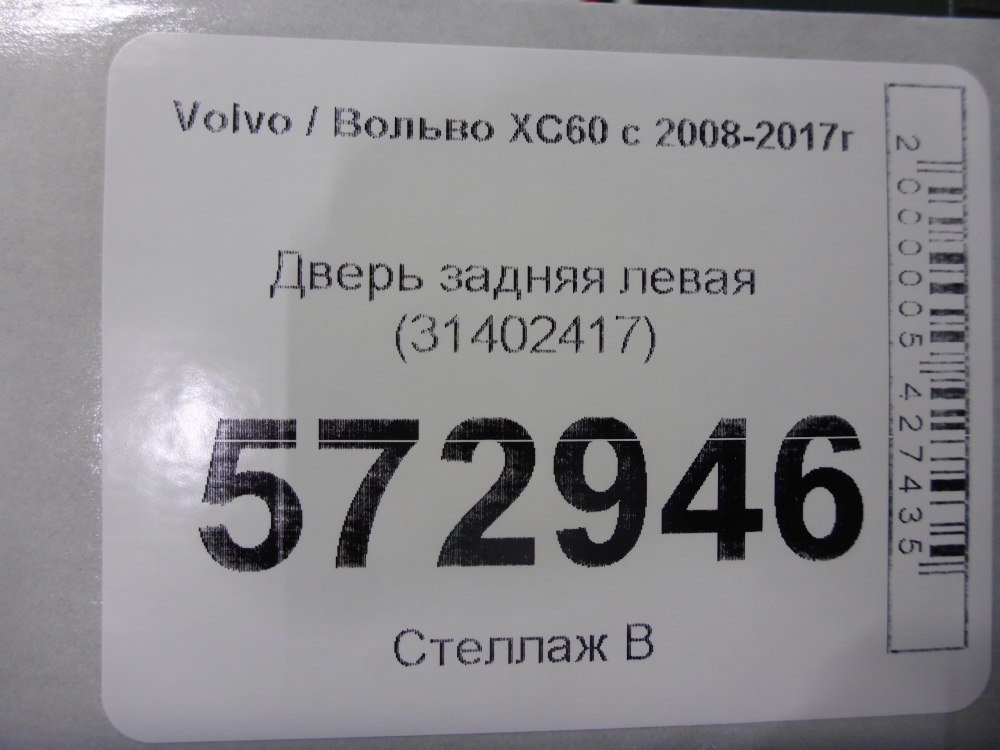 Volvo / Вольво XC60 с 2008-2017г
Дверь задняя левая
(31402417)
572946
Стеллаж В
2000005427435